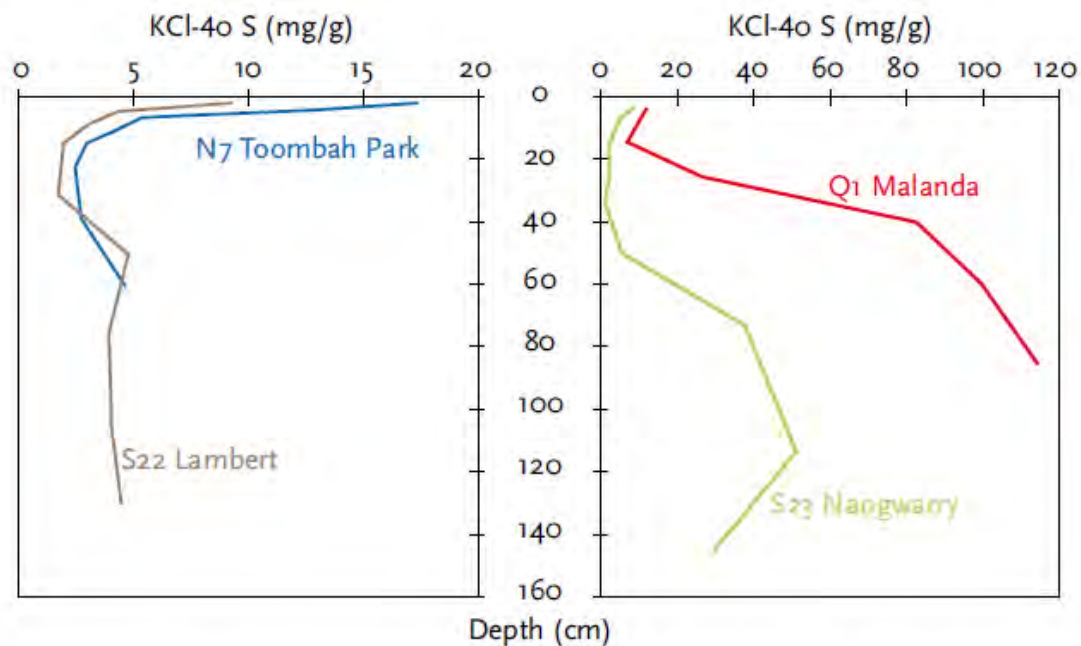 KCl-40 S (mg/g)
0 5 10 15 20
N7 Toombah Park
S22 Lambert
KCl-40 S (mg/g)
0 20 40 60 80 100 120
Q1 Malanda
S23 Nangwarry
0
20
40
60
80
100
120
140
160
Depth (cm)